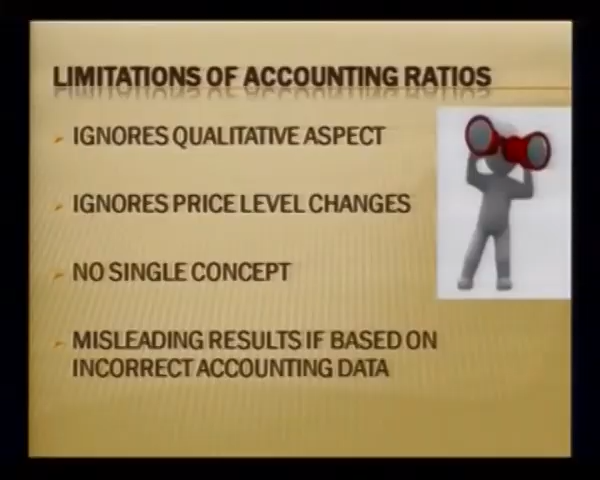 LIMITATIONS OF ACCOUNTING RATIOS
IGNORES QUALITATIVE ASPECT
IGNORES PRICE LEVEL CHANGES
NO SINGLE CONCEPT
MISLEADING RESULTS IF BASED ON
INCORRECT ACCOUNTING DATA